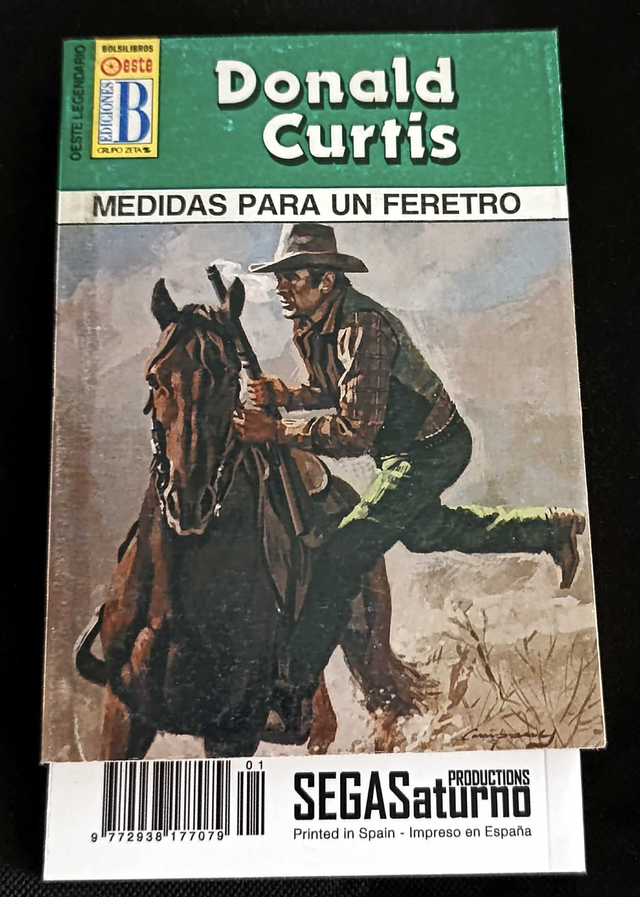 OESTE LEGENDARIO
BOLSILIBROS
Oeste
EDICIONES
B
GRUPO ZETA
Donald
Curtis
MEDIDAS PARA UN FERETRO
01
9 772938 177079
PRODUCTIONS
SEGASaturno
Printed in Spain - Impreso en España